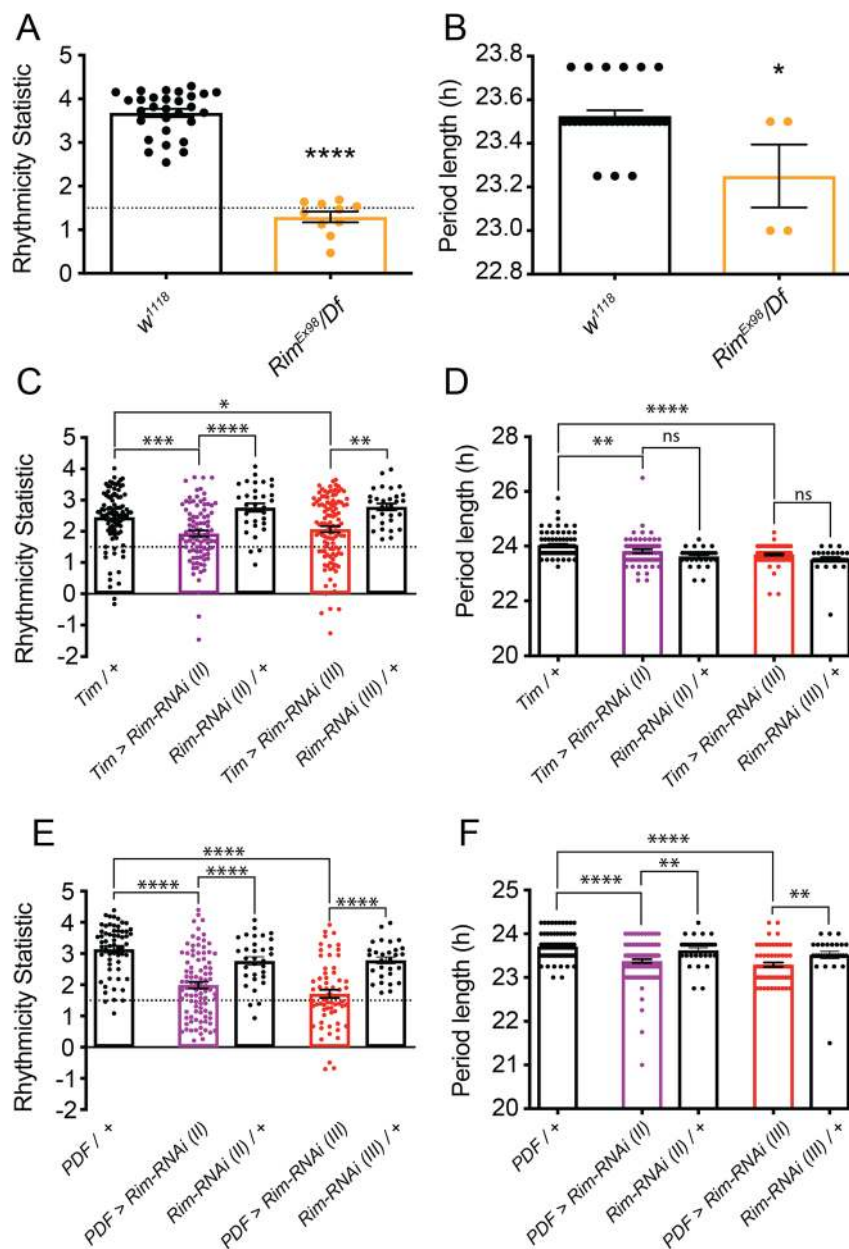 A
Rhythmicity Statistic
5
4
3
2
1
0
****
w1118
RimEx98/Df
B
Period length (h)
23.8
23.6
23.4
23.2
23.0
22.8
*
w1118
RimEx98/Df
C
Rhythmicity Statistic
5
4
3
2
1
0
-1
-2
*
*** ****
**
Tim / +
Tim > Rim-RNAi (II)
Rim-RNAi (II) / +
Tim > Rim-RNAi (III)
Rim-RNAi (III) / +
D
Period length (h)
28
26
24
22
20
****
** ns
ns
Tim / +
Tim > Rim-RNAi (II)
Rim-RNAi (II) / +
Tim > Rim-RNAi (III)
Rim-RNAi (III) / +
E
Rhythmicity Statistic
5
4
3
2
1
0
-1
-2
****
**** ****
****
PDF / +
PDF > Rim-RNAi (II)
Rim-RNAi (II) / +
PDF > Rim-RNAi (III)
Rim-RNAi (III) / +
F
Period length (h)
25
24
23
22
21
20
****
**** **
**
PDF / +
PDF > Rim-RNAi (II)
Rim-RNAi (II) / +
PDF > Rim-RNAi (III)
Rim-RNAi (III) / +